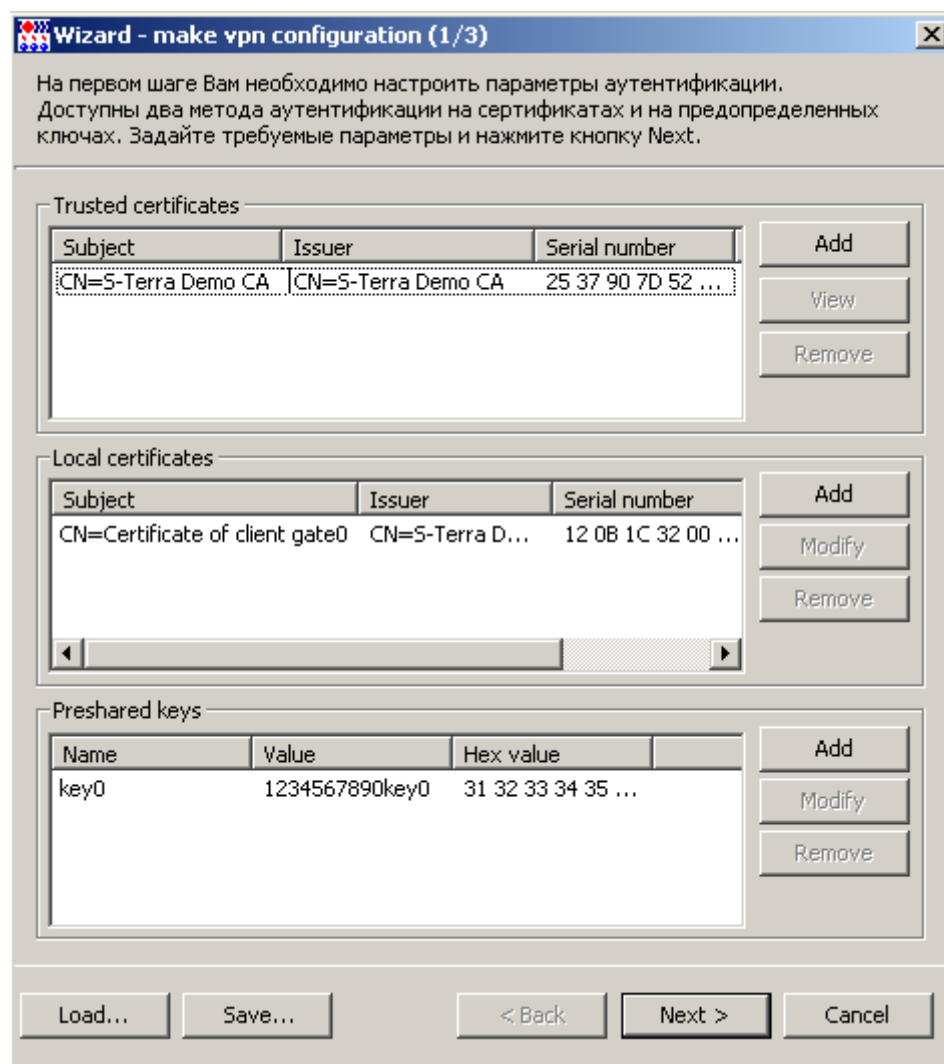 Wizard - make vpn configuration (1/3)
На первом шаге Вам необходимо настроить параметры аутентификации.
Доступны два метода аутентификации на сертификатах и на предопределенных
ключах. Задайте требуемые параметры и нажмите кнопку Next.
Trusted certificates
Subject Issuer Serial number
CN=S-Terra Demo CA CN=S-Terra Demo CA 25 37 90 7D 52 ...
Add
View
Remove
Local certificates
Subject Issuer Serial number
CN=Certificate of client gate0 CN=S-Terra D... 12 0B 1C 32 00 ...
Add
Modify
Remove
Preshared keys
Name Value Hex value
key0 1234567890key0 31 32 33 34 35 ...
Add
Modify
Remove
Load... Save... < Back Next > Cancel